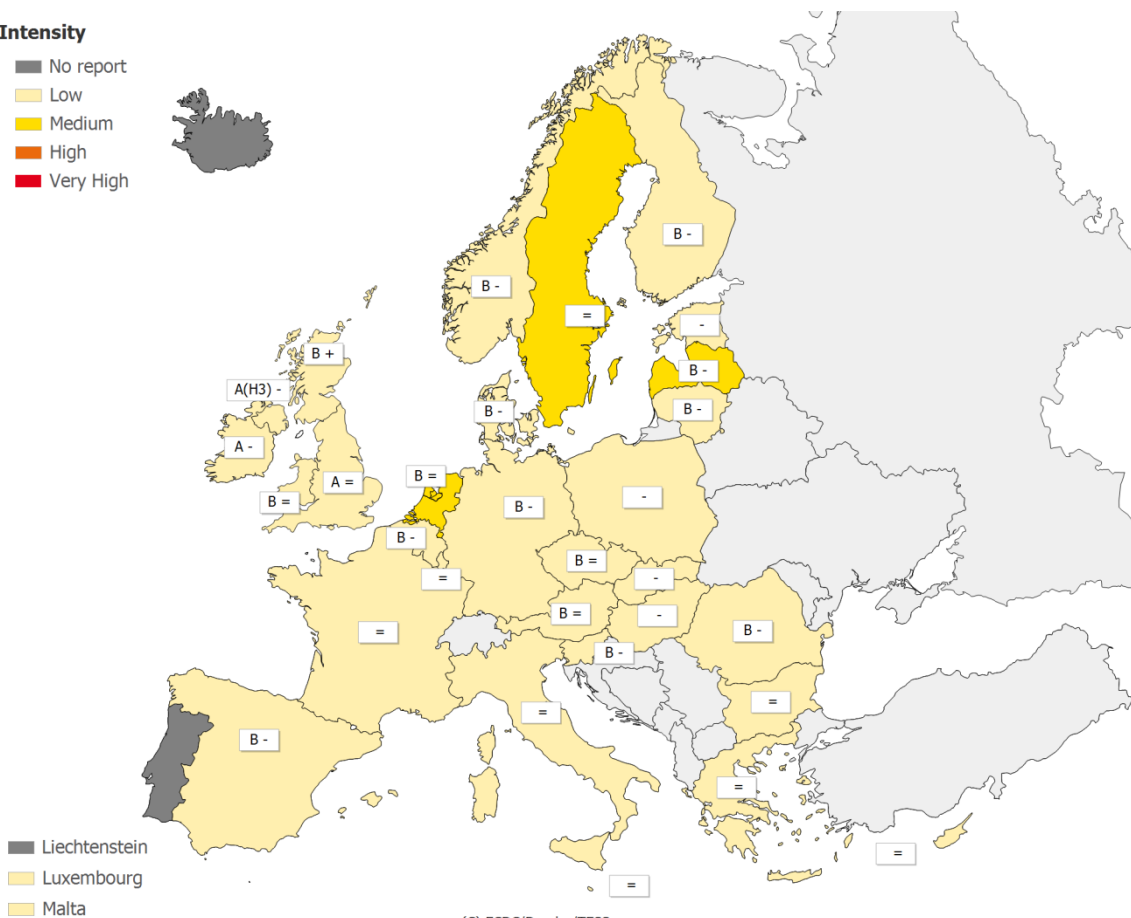 Intensity
No report
Low
Medium
High
Very High
B -
B -
=
-
B +
B -
A(H3) -
B -
B -
A -
B =
A =
B =
-
B -
B -
B =
=
-
B =
-
=
B -
B -
=
=
B -
=
=
=
Liechtenstein
Luxembourg
Malta